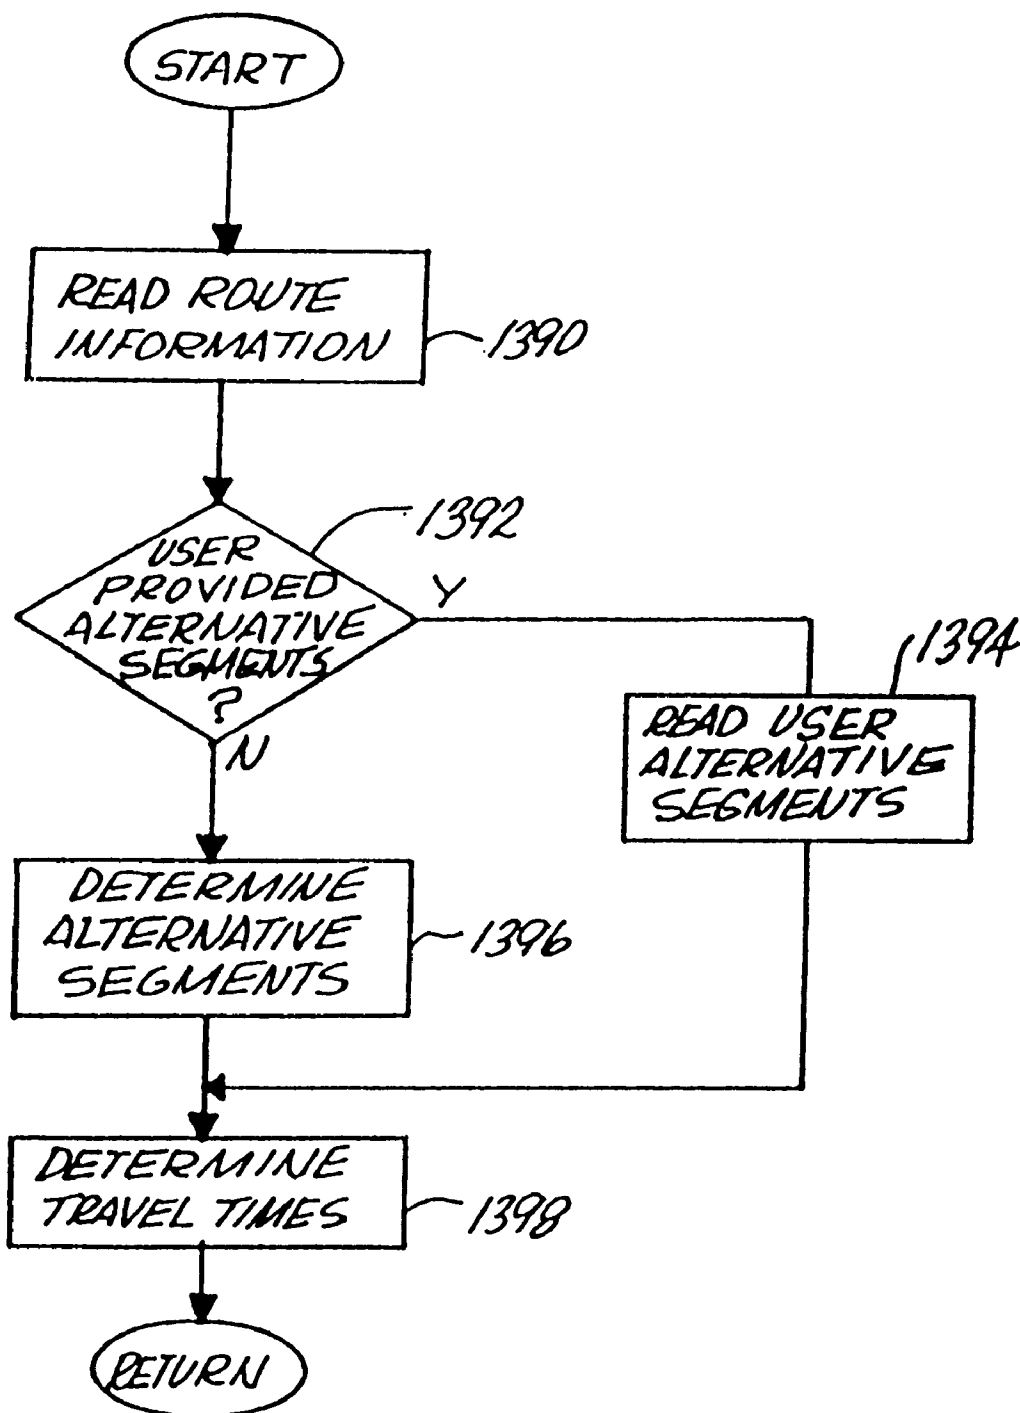 START
READ ROUTE
INFORMATION
1390
1392
USER
PROVIDED
ALTERNATIVE
SEGMENTS
?
Y
N
1394
READ USER
ALTERNATIVE
SEGMENTS
DETERMINE
ALTERNATIVE
SEGMENTS
1396
DETERMINE
TRAVEL TIMES
1398
RETURN